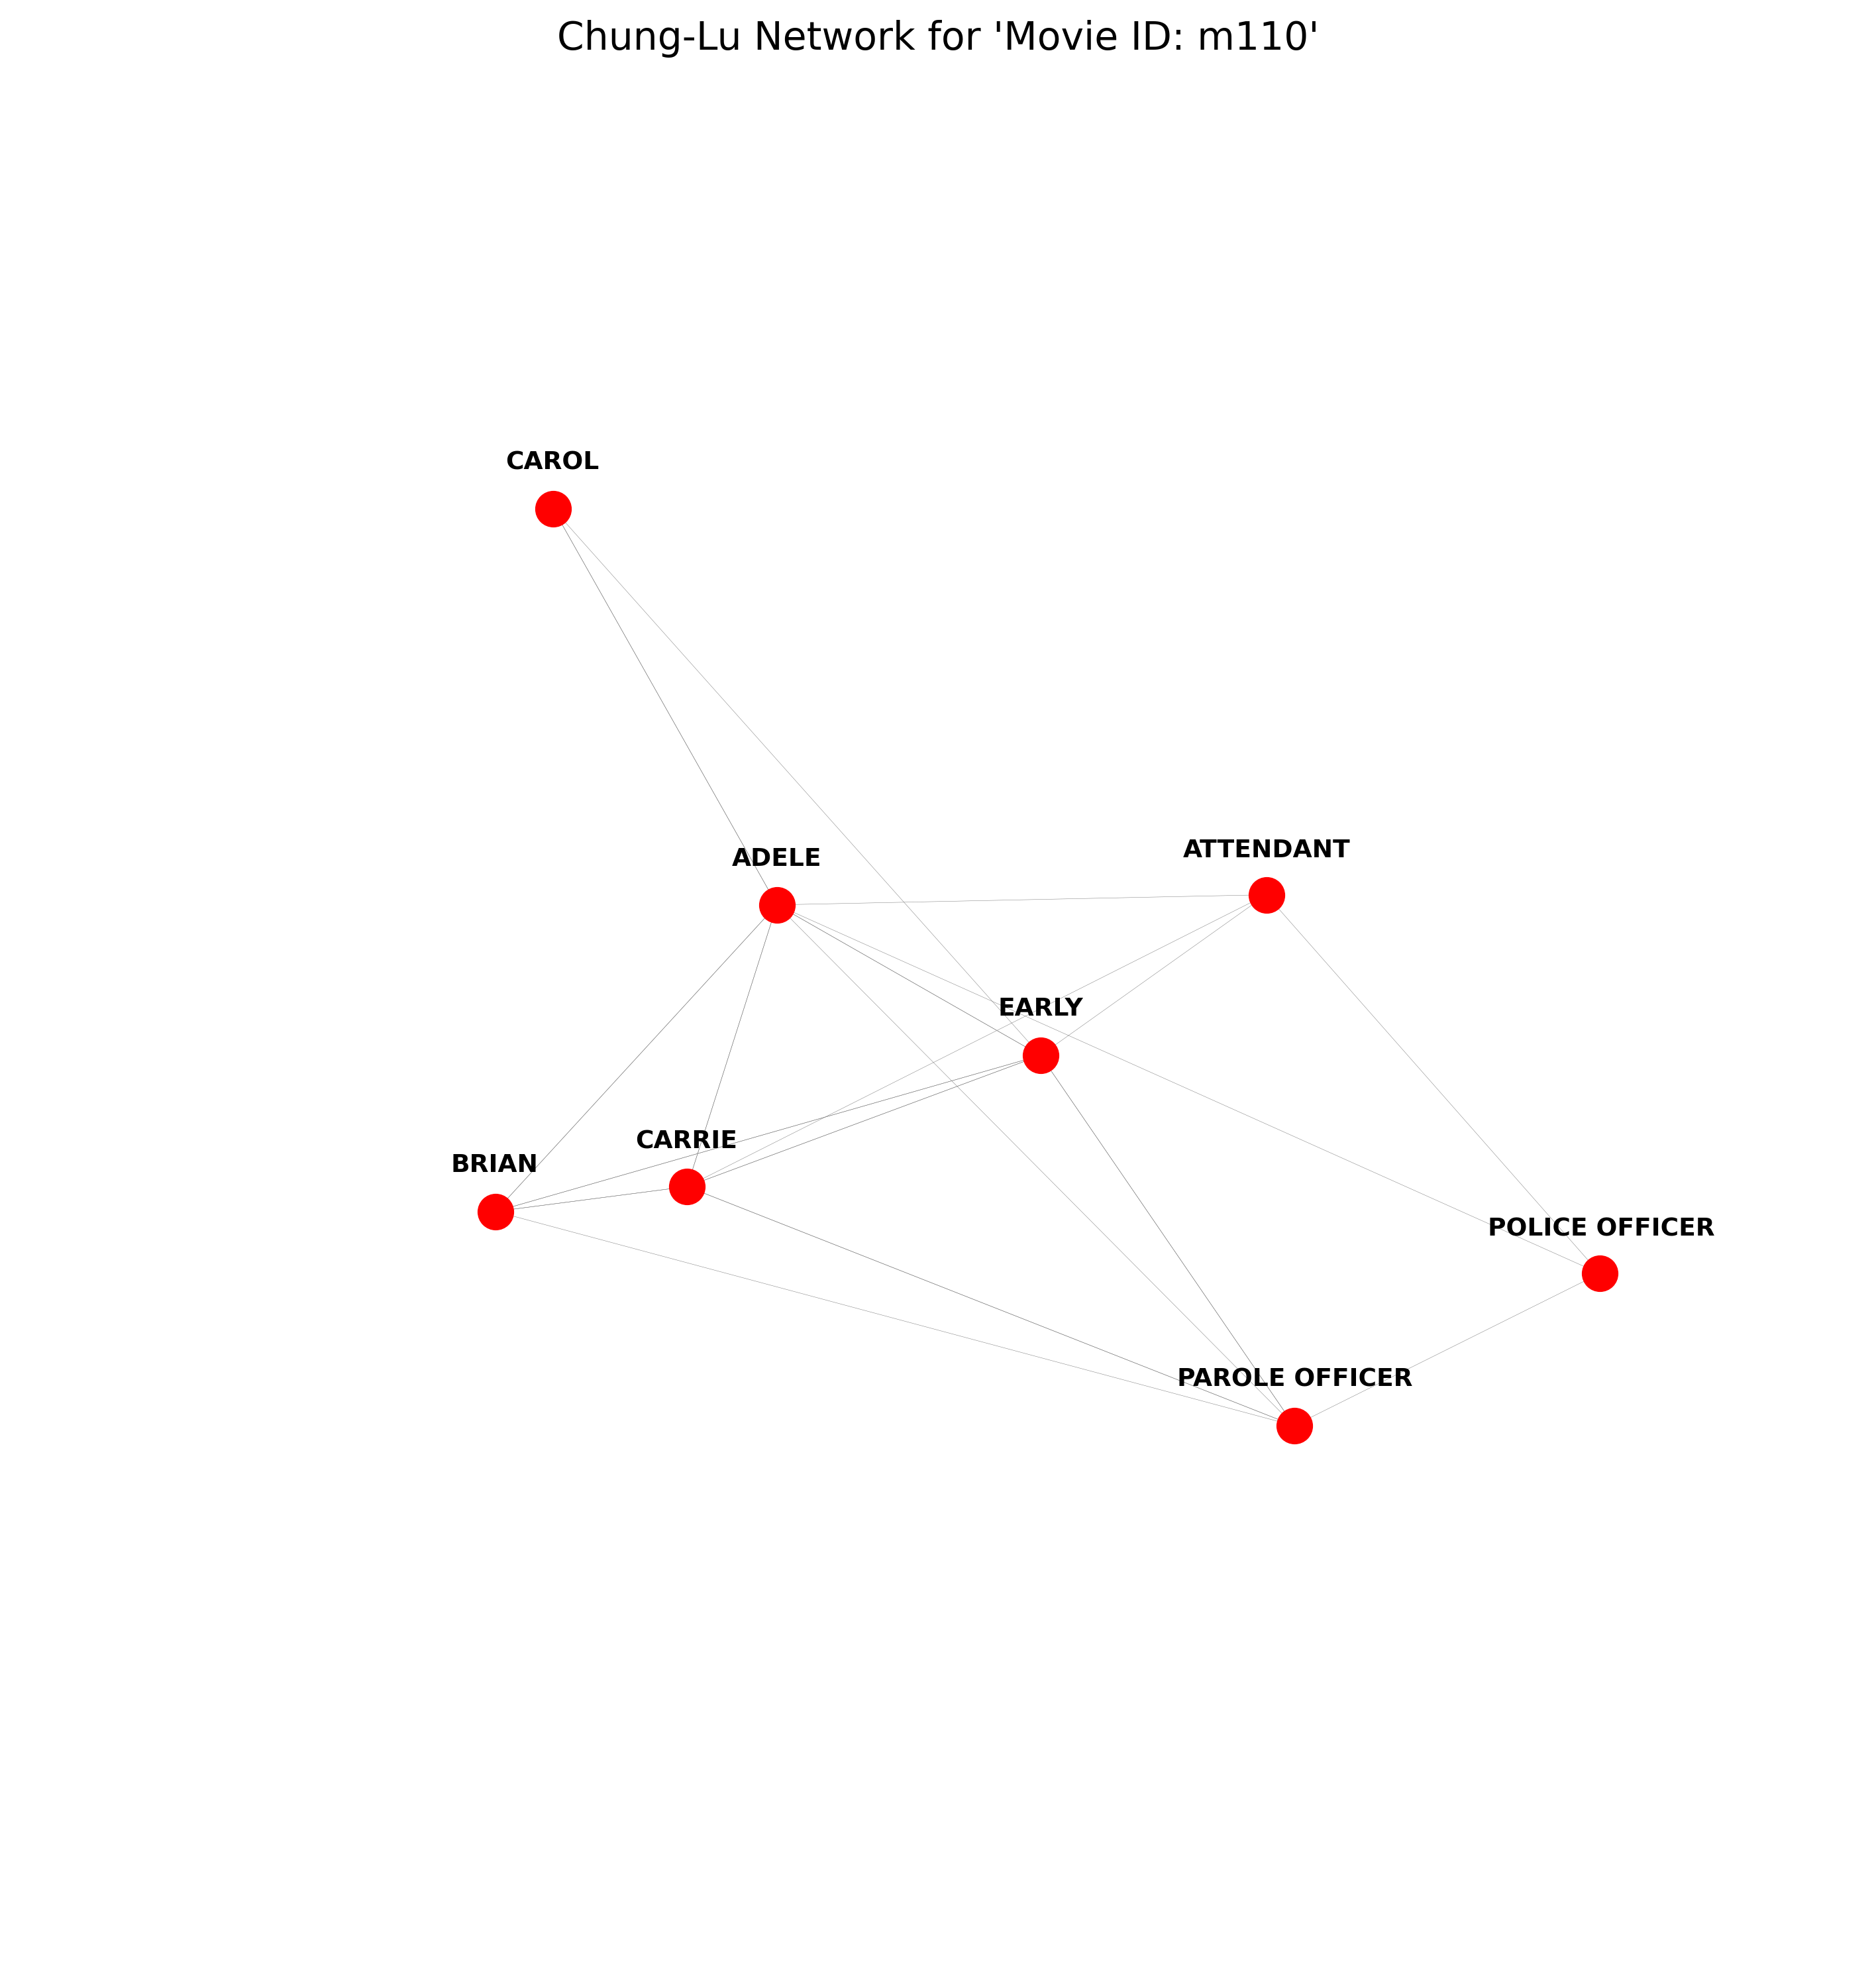 Chung-Lu Network for 'Movie ID: m110'
CAROL
ATTENDANT
ADELE
EARLY
CARRIE
BRIAN
POLICE OFFICER
PAROLE OFFICER